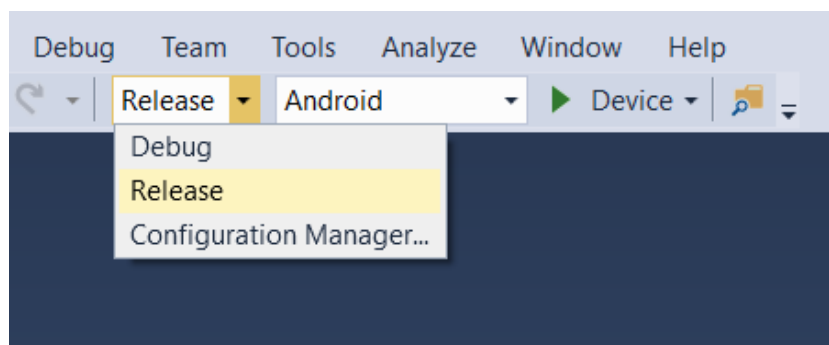 Debug Team Tools Analyze Window Help
Release Android Device
Debug
Release
Configuration Manager...